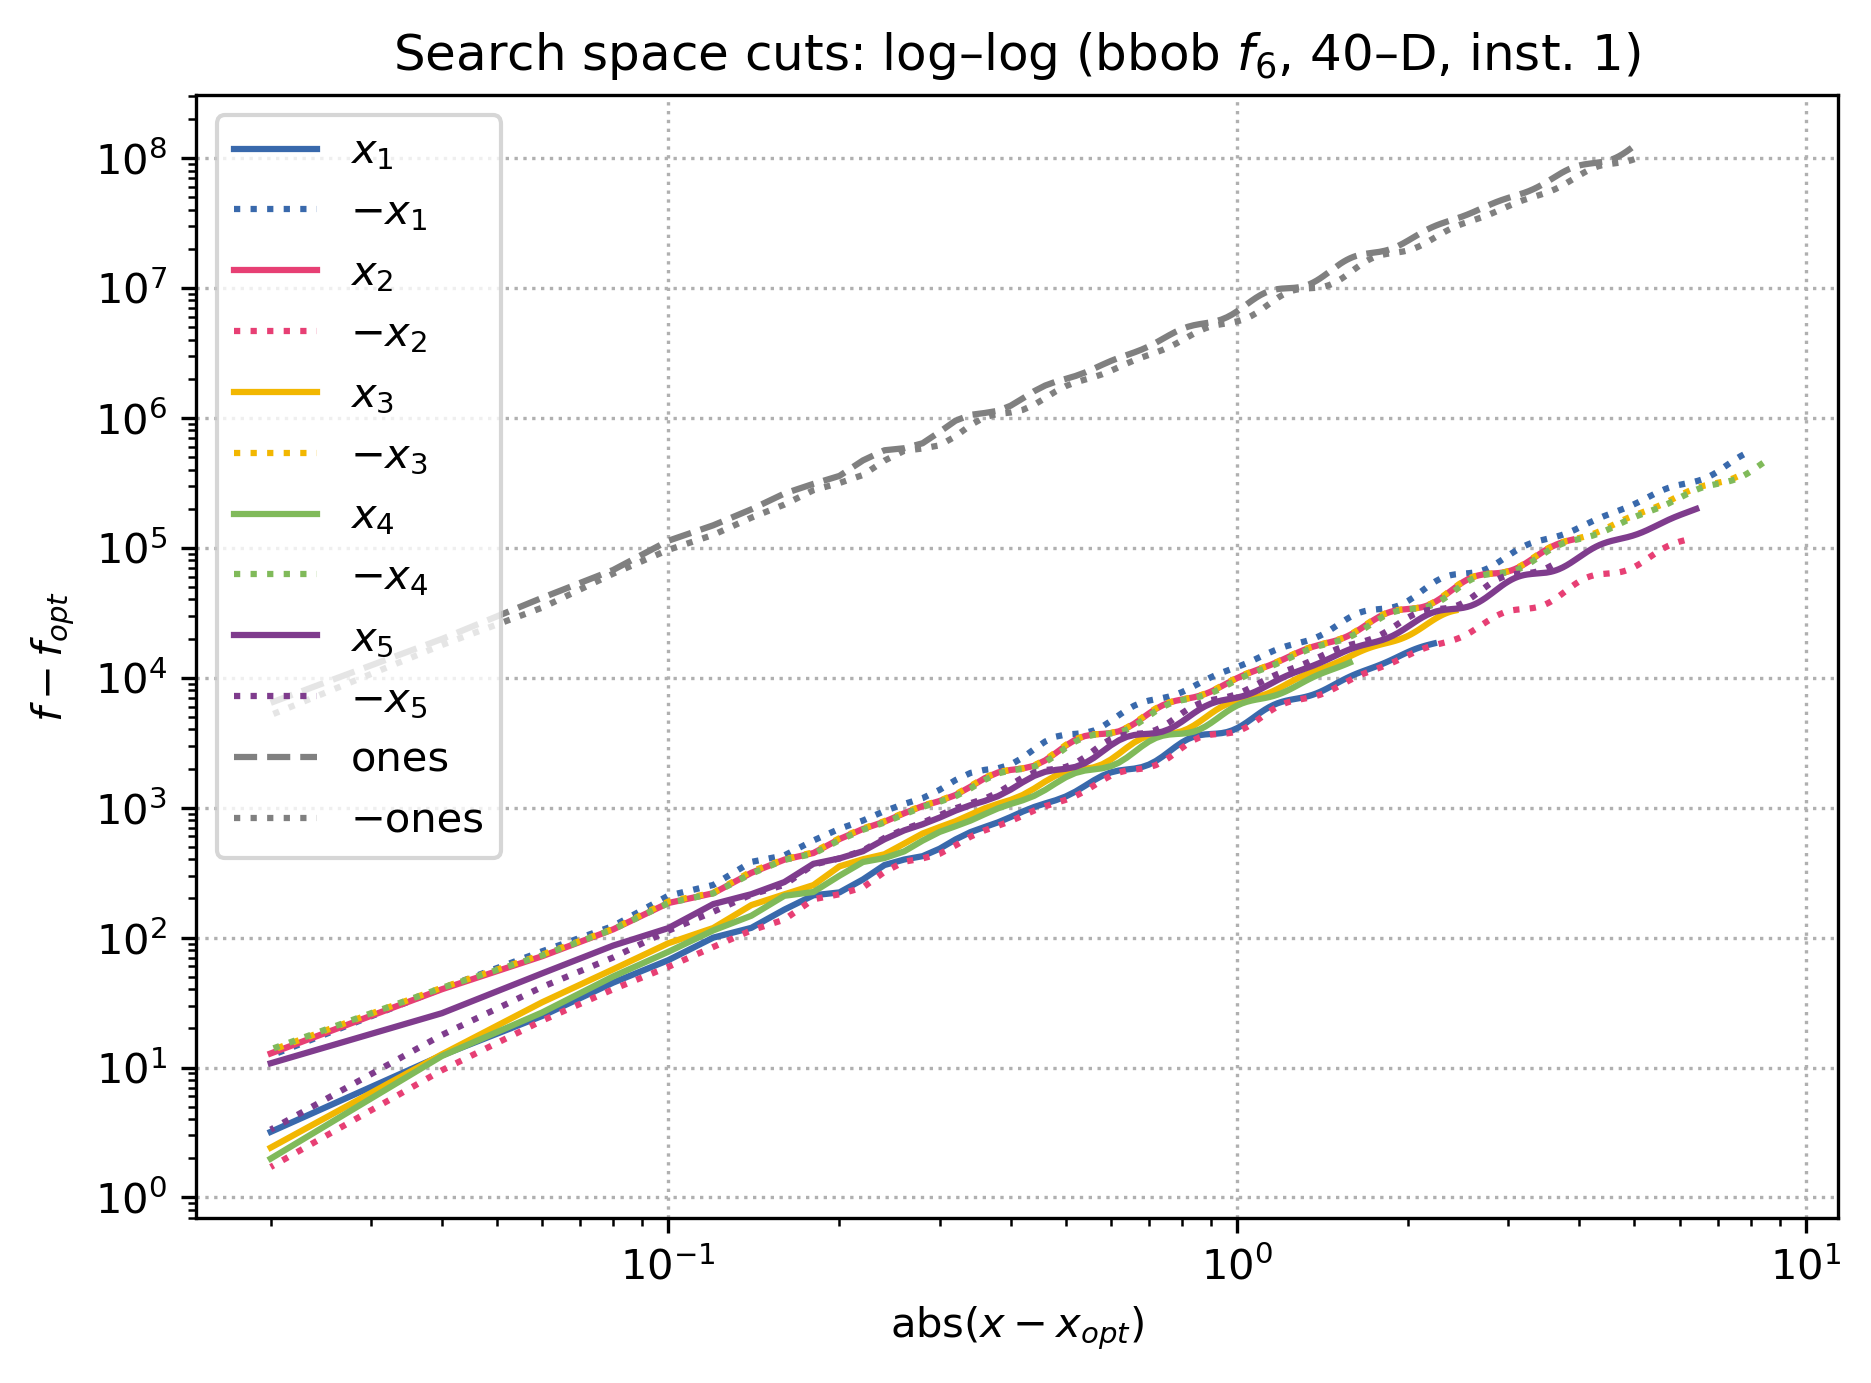 Search space cuts: log–log (bbob f6, 40–D, inst. 1)
x1
−x1
x2
−x2
x3
−x3
x4
−x4
x5
−x5
ones
−ones
f − fopt
10^8
10^7
10^6
10^5
10^4
10^3
10^2
10^1
10^0
10^−1
10^0
10^1
abs(x − xopt)